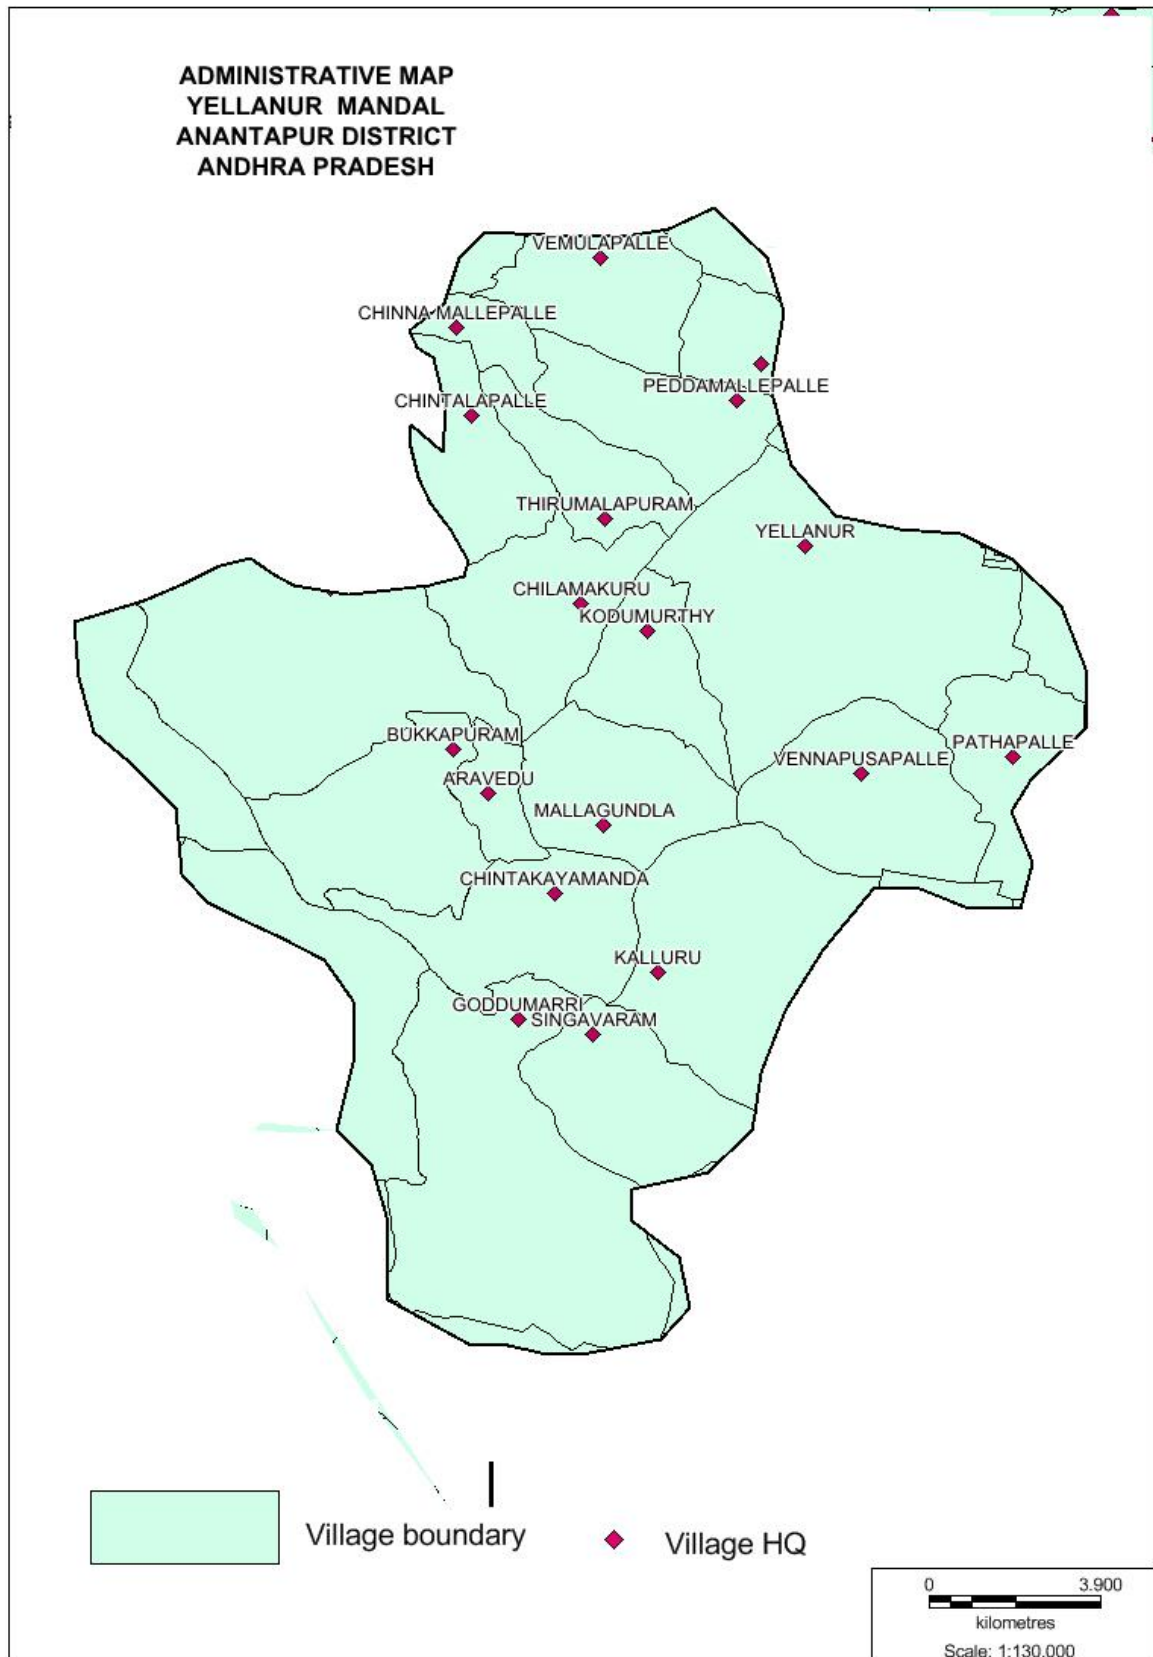 ADMINISTRATIVE MAP
YELLANUR MANDAL
ANANTAPUR DISTRICT
ANDHRA PRADESH
VEMULAPALLE
CHINNA MALLEPALLE
PEDDAMALLEPALLE
CHINTALAPALLE
THIRUMALAPURAM
YELLANUR
CHILAMAKURU
KODUMURTHY
BUKKAPURAM
PATHAPALLE
VENNAPUSAPALLE
ARAVEDU
MALLAGUNDLA
CHINTAKAYAMANDA
KALLURU
GODDUMARRI
SINGAVARAM
Village boundary
Village HQ
0 3.900
kilometres
Scale: 1:130,000